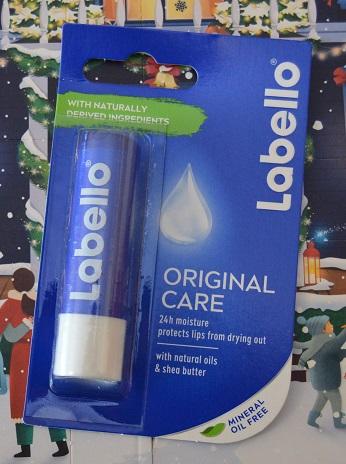 WITH NATURALLY
DERIVED INGREDIENTS
Labello®
Labello®
ORIGINAL
CARE
24h moisture
protects lips from drying out
with natural oils
& shea butter
MINERAL
OIL FREE